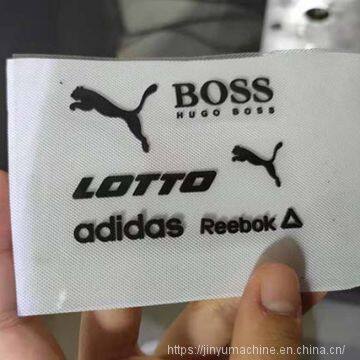 BOSS
HUGO BOSS
LOTTO
adidas
Reebok
https://jinyumachine.en.china.cn/